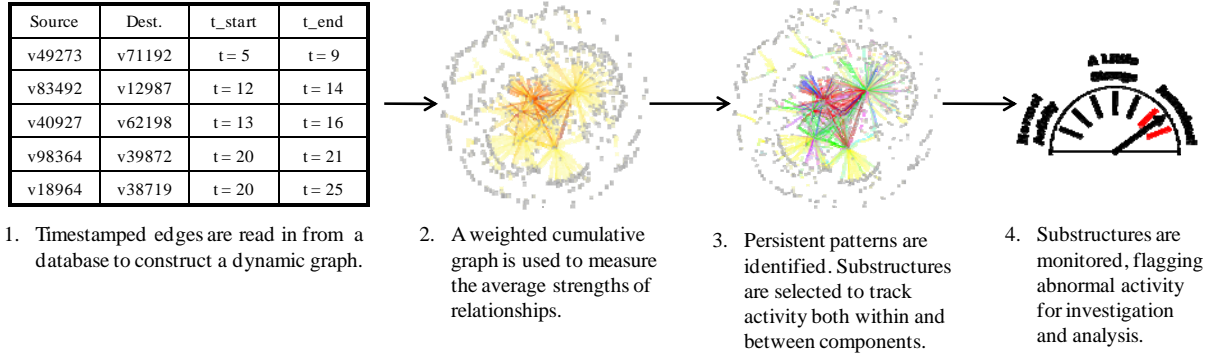 Source Dest. t_start t_end
v49273 v71192 t = 5 t = 9
v83492 v12987 t = 12 t = 14
v40927 v62198 t = 13 t = 16
v98364 v39872 t = 20 t = 21
v18964 v38719 t = 20 t = 25
1. Timestamped edges are read in from a
database to construct a dynamic graph.
2. A weighted cumulative
graph is used to measure
the average strengths of
relationships.
3. Persistent patterns are
identified. Substructures
are selected to track
activity both within and
between components.
A Little
Strange
Normal
Activity
4. Substructures are
monitored, flagging
abnormal activity
for investigation
and analysis.